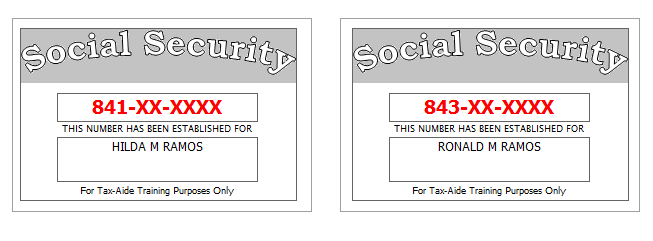 Social Security
841-XX-XXXX
THIS NUMBER HAS BEEN ESTABLISHED FOR
HILDA M RAMOS
For Tax-Aide Training Purposes Only
Social Security
843-XX-XXXX
THIS NUMBER HAS BEEN ESTABLISHED FOR
RONALD M RAMOS
For Tax-Aide Training Purposes Only